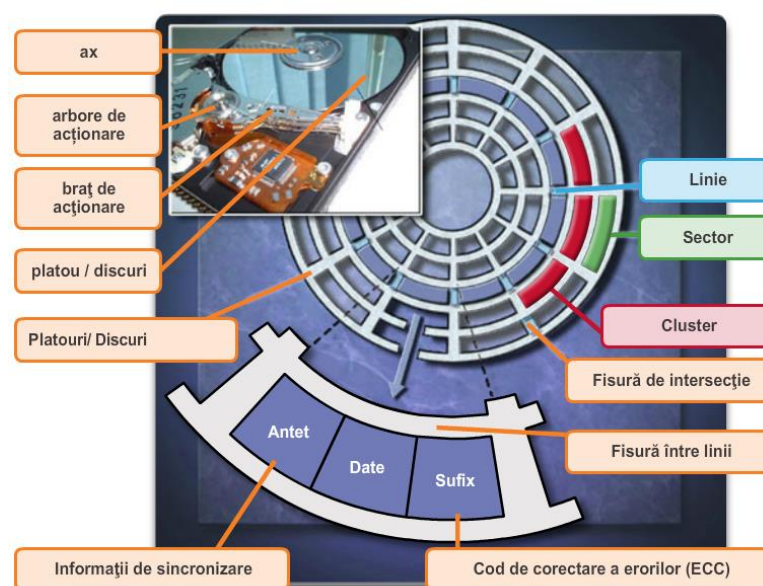 ax
arbore de
acționare
braţ de
acţionare
platou / discuri
Platouri/ Discuri
Linie
Sector
Cluster
Fisură de intersecţie
Fisură între linii
Antet
Date
Sufix
Informaţii de sincronizare
Cod de corectare a erorilor (ECC)